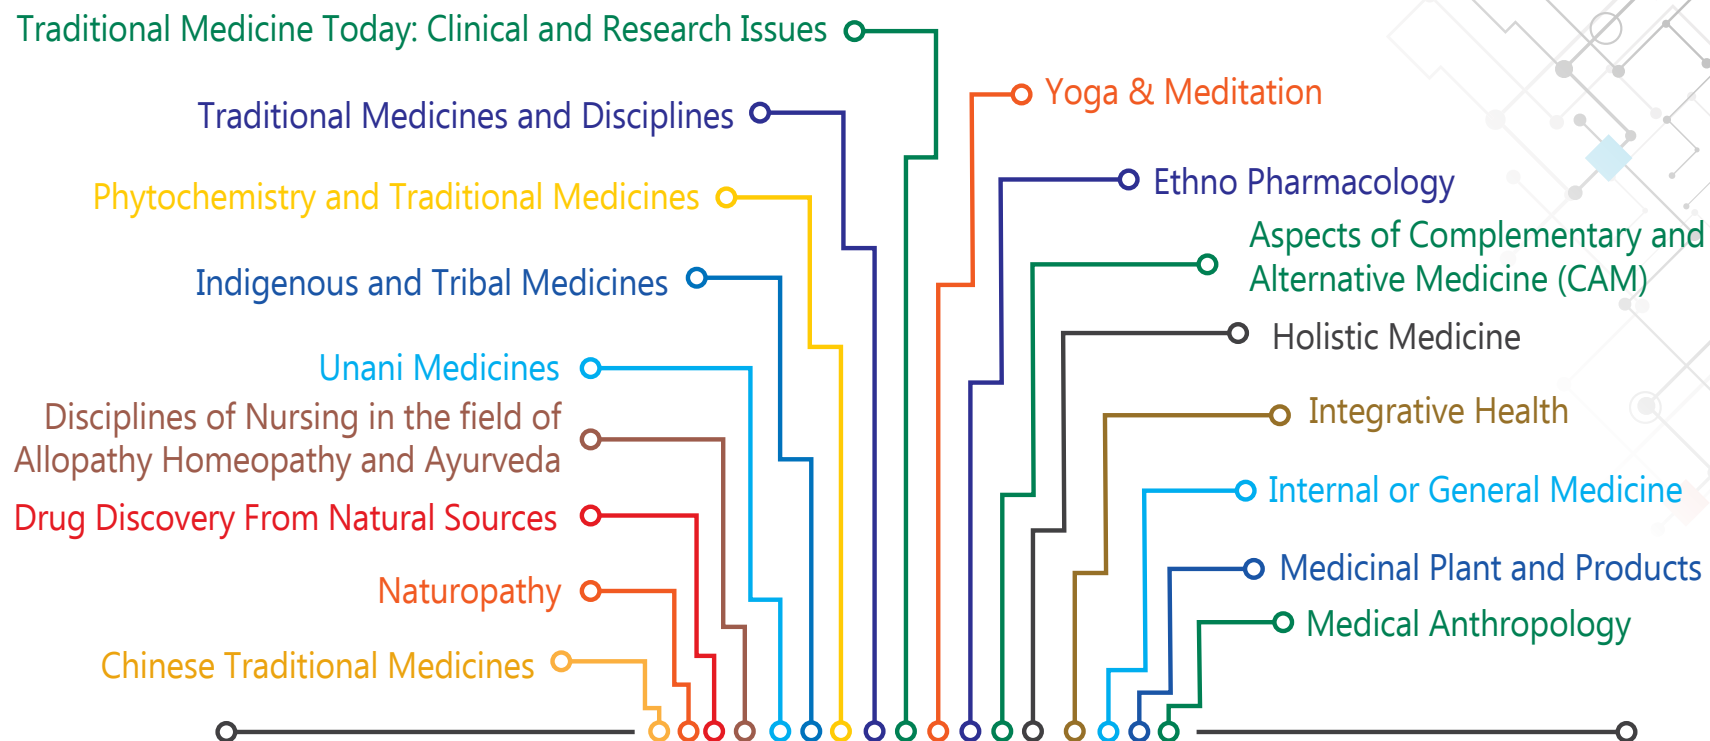 Traditional Medicine Today: Clinical and Research Issues
Traditional Medicines and Disciplines
Phytochemistry and Traditional Medicines
Indigenous and Tribal Medicines
Unani Medicines
Disciplines of Nursing in the field of
Allopathy Homeopathy and Ayurveda
Drug Discovery From Natural Sources
Naturopathy
Chinese Traditional Medicines
Yoga & Meditation
Ethno Pharmacology
Aspects of Complementary and
Alternative Medicine (CAM)
Holistic Medicine
Integrative Health
Internal or General Medicine
Medicinal Plant and Products
Medical Anthropology